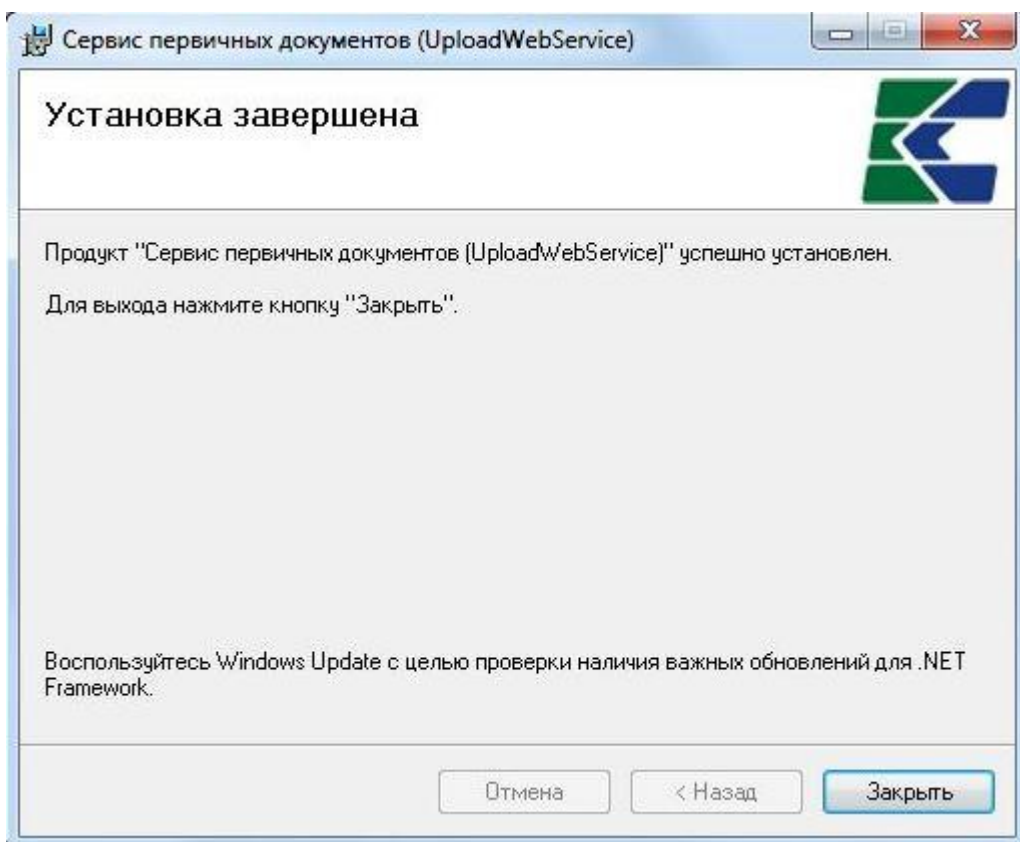 Сервис первичных документов (UploadWebService)
Установка завершена
Продукт "Сервис первичных документов (UploadWebService)" успешно установлен.
Для выхода нажмите кнопку "Закрыть".
Воспользуйтесь Windows Update с целью проверки наличия важных обновлений для .NET
Framework.
Отмена
< Назад
Закрыть